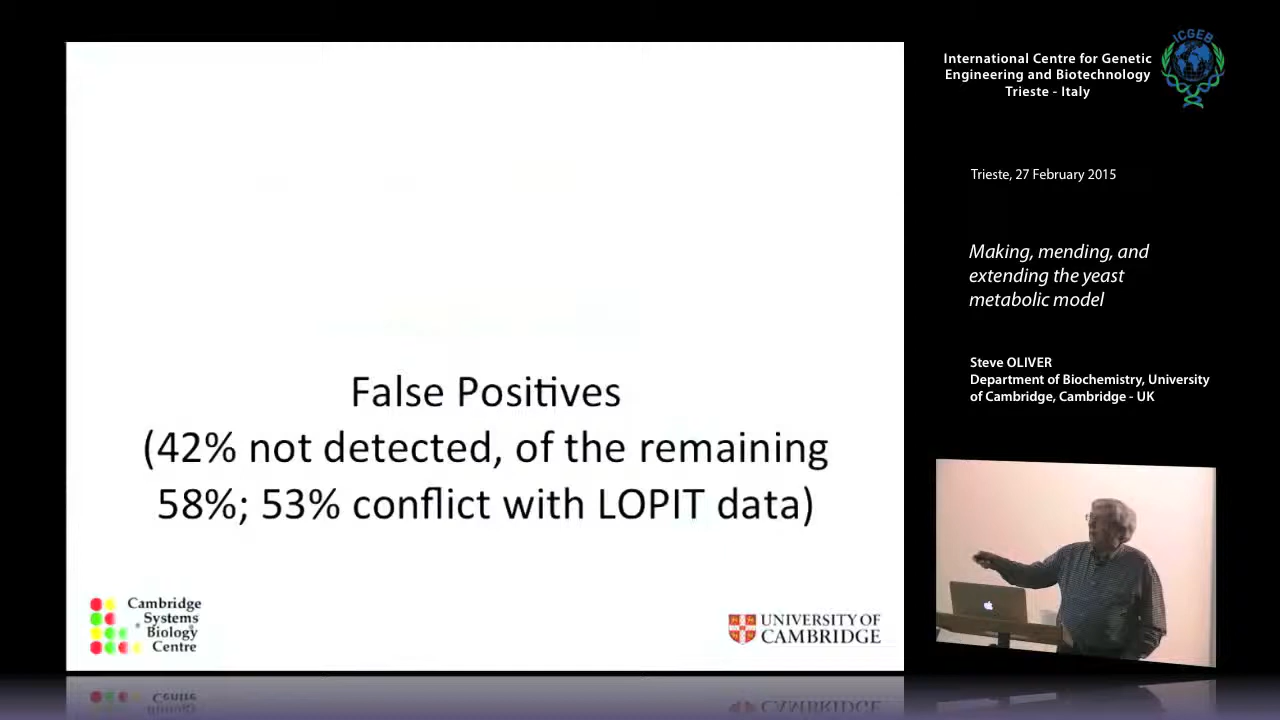 False Positives
(42% not detected, of the remaining
58%; 53% conflict with LOPIT data)
Cambridge
Systems
Biology
Centre
UNIVERSITY OF
CAMBRIDGE
International Centre for Genetic
Engineering and Biotechnology
Trieste - Italy
ICGEB
Trieste, 27 February 2015
Making, mending, and
extending the yeast
metabolic model
Steve OLIVER
Department of Biochemistry, University
of Cambridge, Cambridge - UK